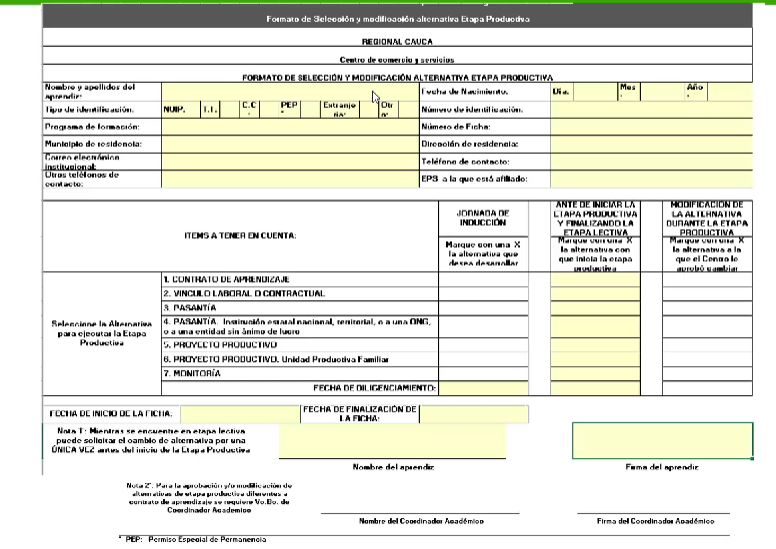 Formato de Selección y modificación alternativa Etapa Productiva
REGIONAL CAUCA
Centro de comercio y servicios
FORMATO DE SELECCIÓN Y MODIFICACIÓN ALTERNATIVA ETAPA PRODUCTIVA
Nombre y apellidos del aprendiz: Fecha de Nacimiento: Día: Mes: Año:
Tipo de identificación: NUIP: T.I. C.C. PEP* Extranjería: Otro: Número de identificación:
Programa de formación: Número de Ficha:
Municipio de residencia: Dirección de residencia:
Correo electrónico institucional: Teléfono de contacto:
Otros teléfonos de contacto: EPS a la que está afiliado:
ITEMS A TENER EN CUENTA:
JORNADA DE INDUCCIÓN
Marque con una X la alternativa que desea desarrollar
ANTE DE INICIAR LA ETAPA PRODUCTIVA Y FINALIZANDO LA ETAPA LECTIVA
Marque con una X la alternativa con que inicia la etapa productiva
MODIFICACIÓN DE LA ALTERNATIVA DURANTE LA ETAPA PRODUCTIVA
Marque con una X la alternativa a la que el Centro le aprobó cambiar
Seleccione la Alternativa para ejecutar la Etapa Productiva
1. CONTRATO DE APRENDIZAJE
2. VINCULO LABORAL O CONTRACTUAL
3. PASANTÍA
4. PASANTÍA. Institución estatal nacional, territorial, o a una ONG,
o a una entidad sin ánimo de lucro
5. PROYECTO PRODUCTIVO
6. PROYECTO PRODUCTIVO. Unidad Productiva Familiar
7. MONITORÍA
FECHA DE DILIGENCIAMIENTO:
FECHA DE INICIO DE LA FICHA: FECHA DE FINALIZACIÓN DE LA FICHA:
Nota 1: Mientras se encuentre en etapa lectiva
puede solicitar el cambio de alternativa por una
ÚNICA VEZ antes del inicio de la Etapa Productiva
Nombre del aprendiz Firma del aprendiz
Nota 2: Para la aprobación y/o modificación de
alternativas de etapa productiva diferentes a
contrato de aprendizaje se requiere Vo.Bo. de
Coordinador Academico
Nombre del Coordinador Académico Firma del Coordinador Académico
* PEP: Permiso Especial de Permanencia